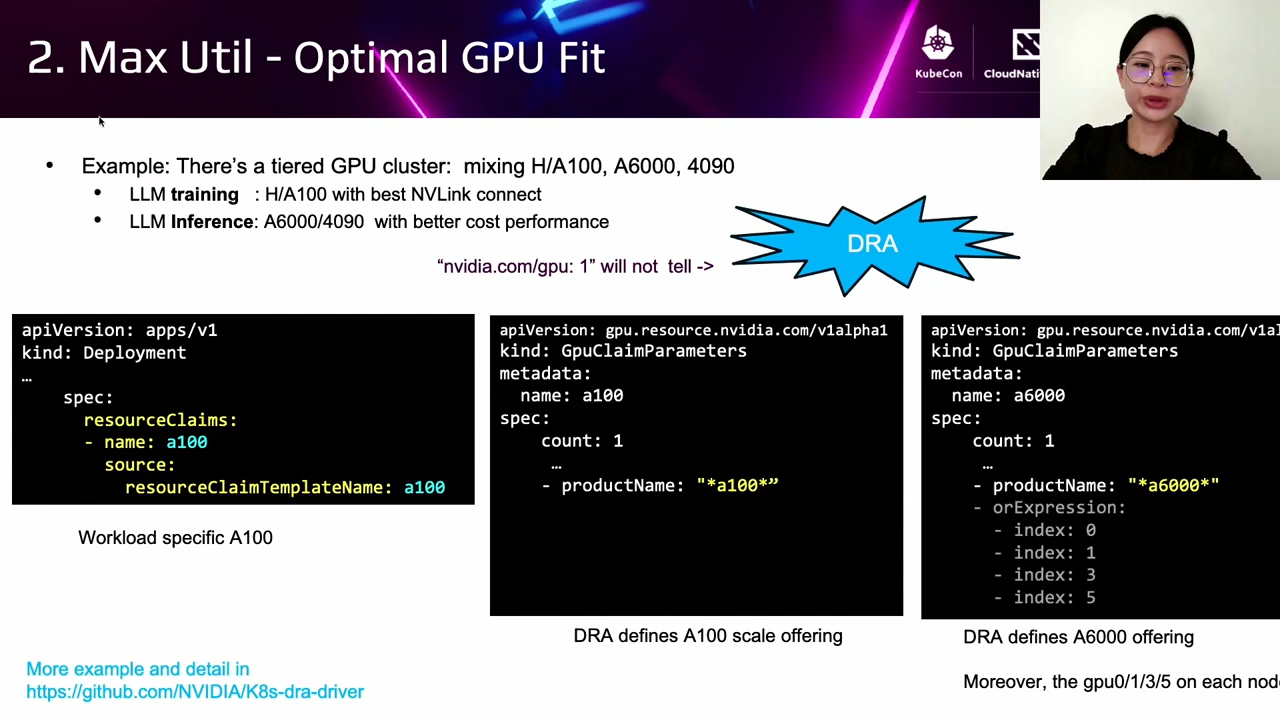 2. Max Util - Optimal GPU Fit
KubeCon
CloudNati
• Example: There's a tiered GPU cluster: mixing H/A100, A6000, 4090
• LLM training : H/A100 with best NVLink connect
• LLM Inference: A6000/4090 with better cost performance
DRA
“nvidia.com/gpu: 1” will not tell ->
apiVersion: apps/v1
kind: Deployment
…
spec:
resourceClaims:
- name: a100
source:
resourceClaimTemplateName: a100
Workload specific A100
apiVersion: gpu.resource.nvidia.com/v1alpha1
kind: GpuClaimParameters
metadata:
name: a100
spec:
count: 1
…
- productName: "*a100*”
DRA defines A100 scale offering
apiVersion: gpu.resource.nvidia.com/v1al
kind: GpuClaimParameters
metadata:
name: a6000
spec:
count: 1
…
- productName: "*a6000*"
- orExpression:
- index: 0
- index: 1
- index: 3
- index: 5
DRA defines A6000 offering
Moreover, the gpu0/1/3/5 on each node
More example and detail in
https://github.com/NVIDIA/K8s-dra-driver